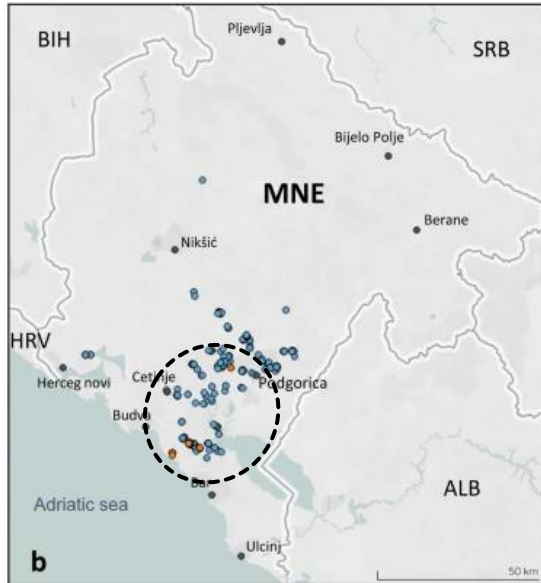 BIH
Pljevlja
SRB
Bijelo Polje
MNE
Berane
Nikšić
HRV
Herceg novi
Cetinje
Podgorica
Budva
Bar
Adriatic sea
ALB
Ulcinj
b
50 km